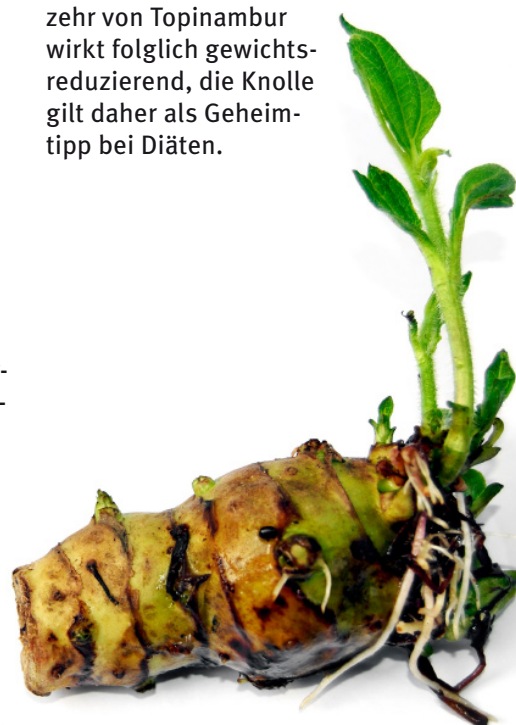 zehr von Topinambur
wirkt folglich gewichts-
reduzierend, die Knolle
gilt daher als Geheim-
tipp bei Diäten.
-
-